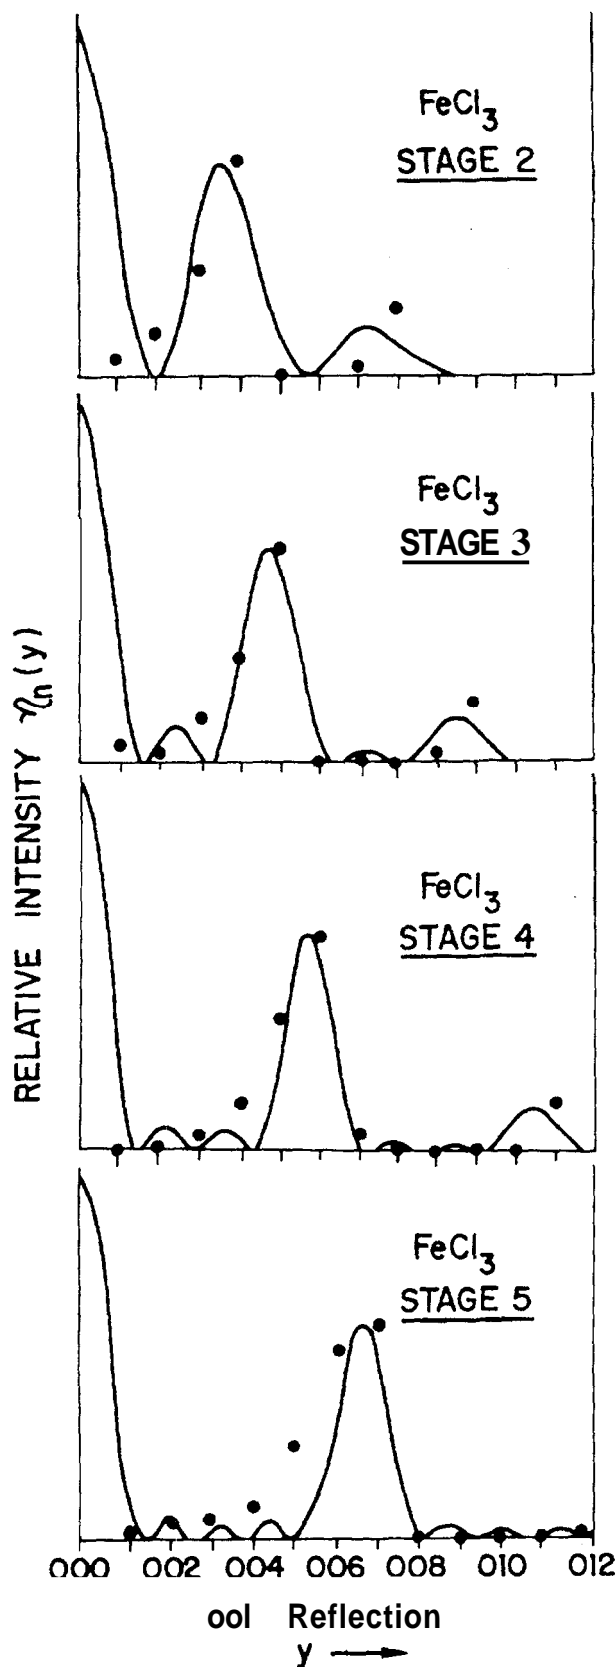 FeCl3
STAGE 2
FeCl3
STAGE 3
FeCl3
STAGE 4
FeCl3
STAGE 5
RELATIVE INTENSITY ηn(y)
000 002 004 006 008 010 012
ool Reflection
y